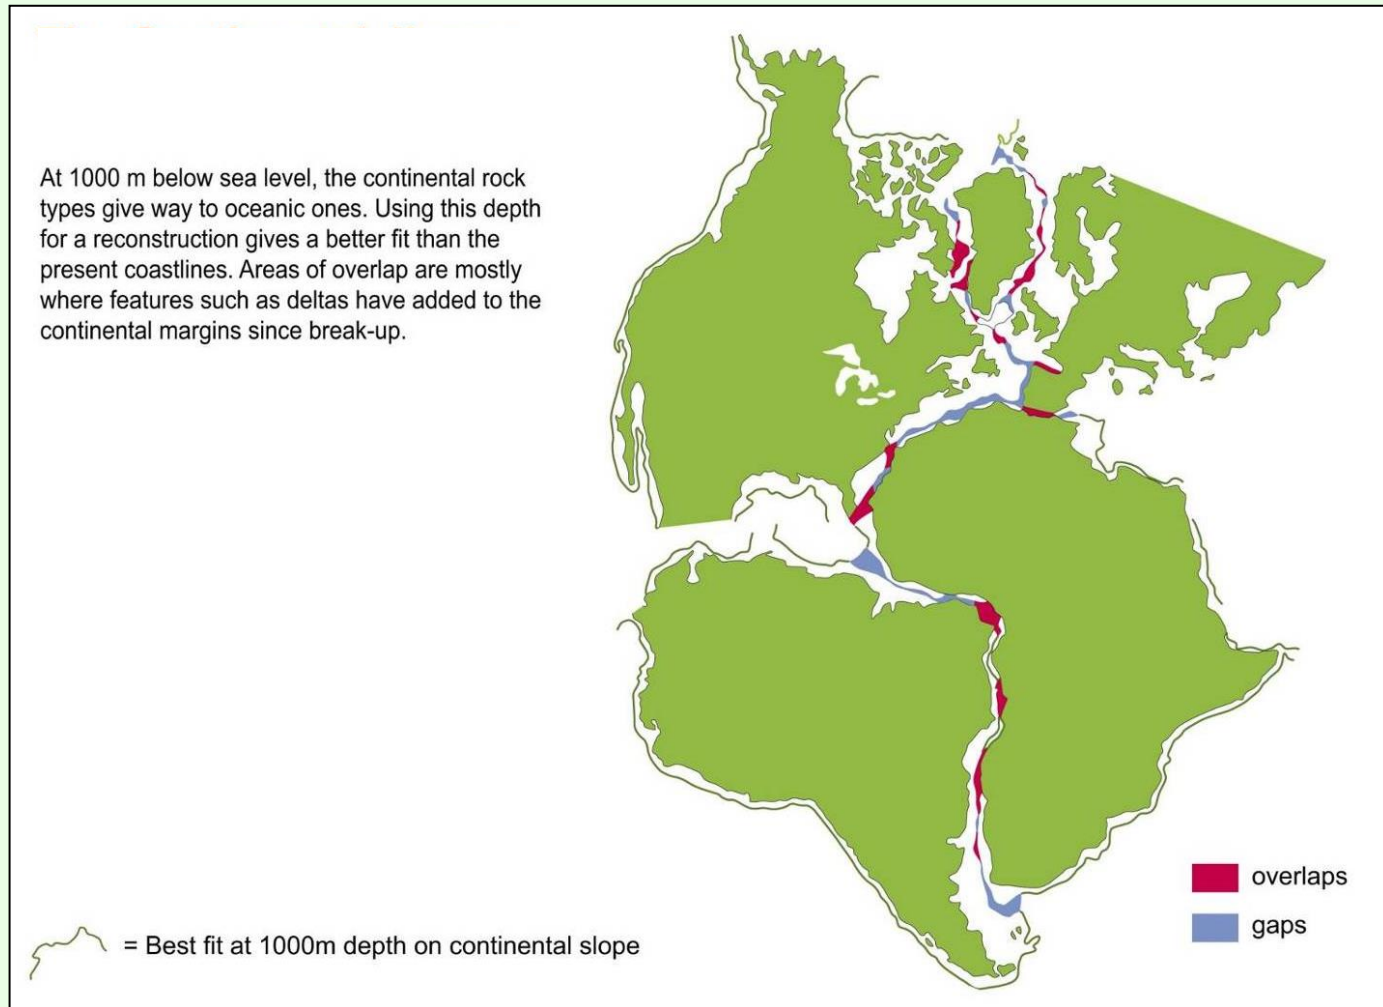 At 1000 m below sea level, the continental rock
types give way to oceanic ones. Using this depth
for a reconstruction gives a better fit than the
present coastlines. Areas of overlap are mostly
where features such as deltas have added to the
continental margins since break-up.
overlaps
gaps
= Best fit at 1000m depth on continental slope